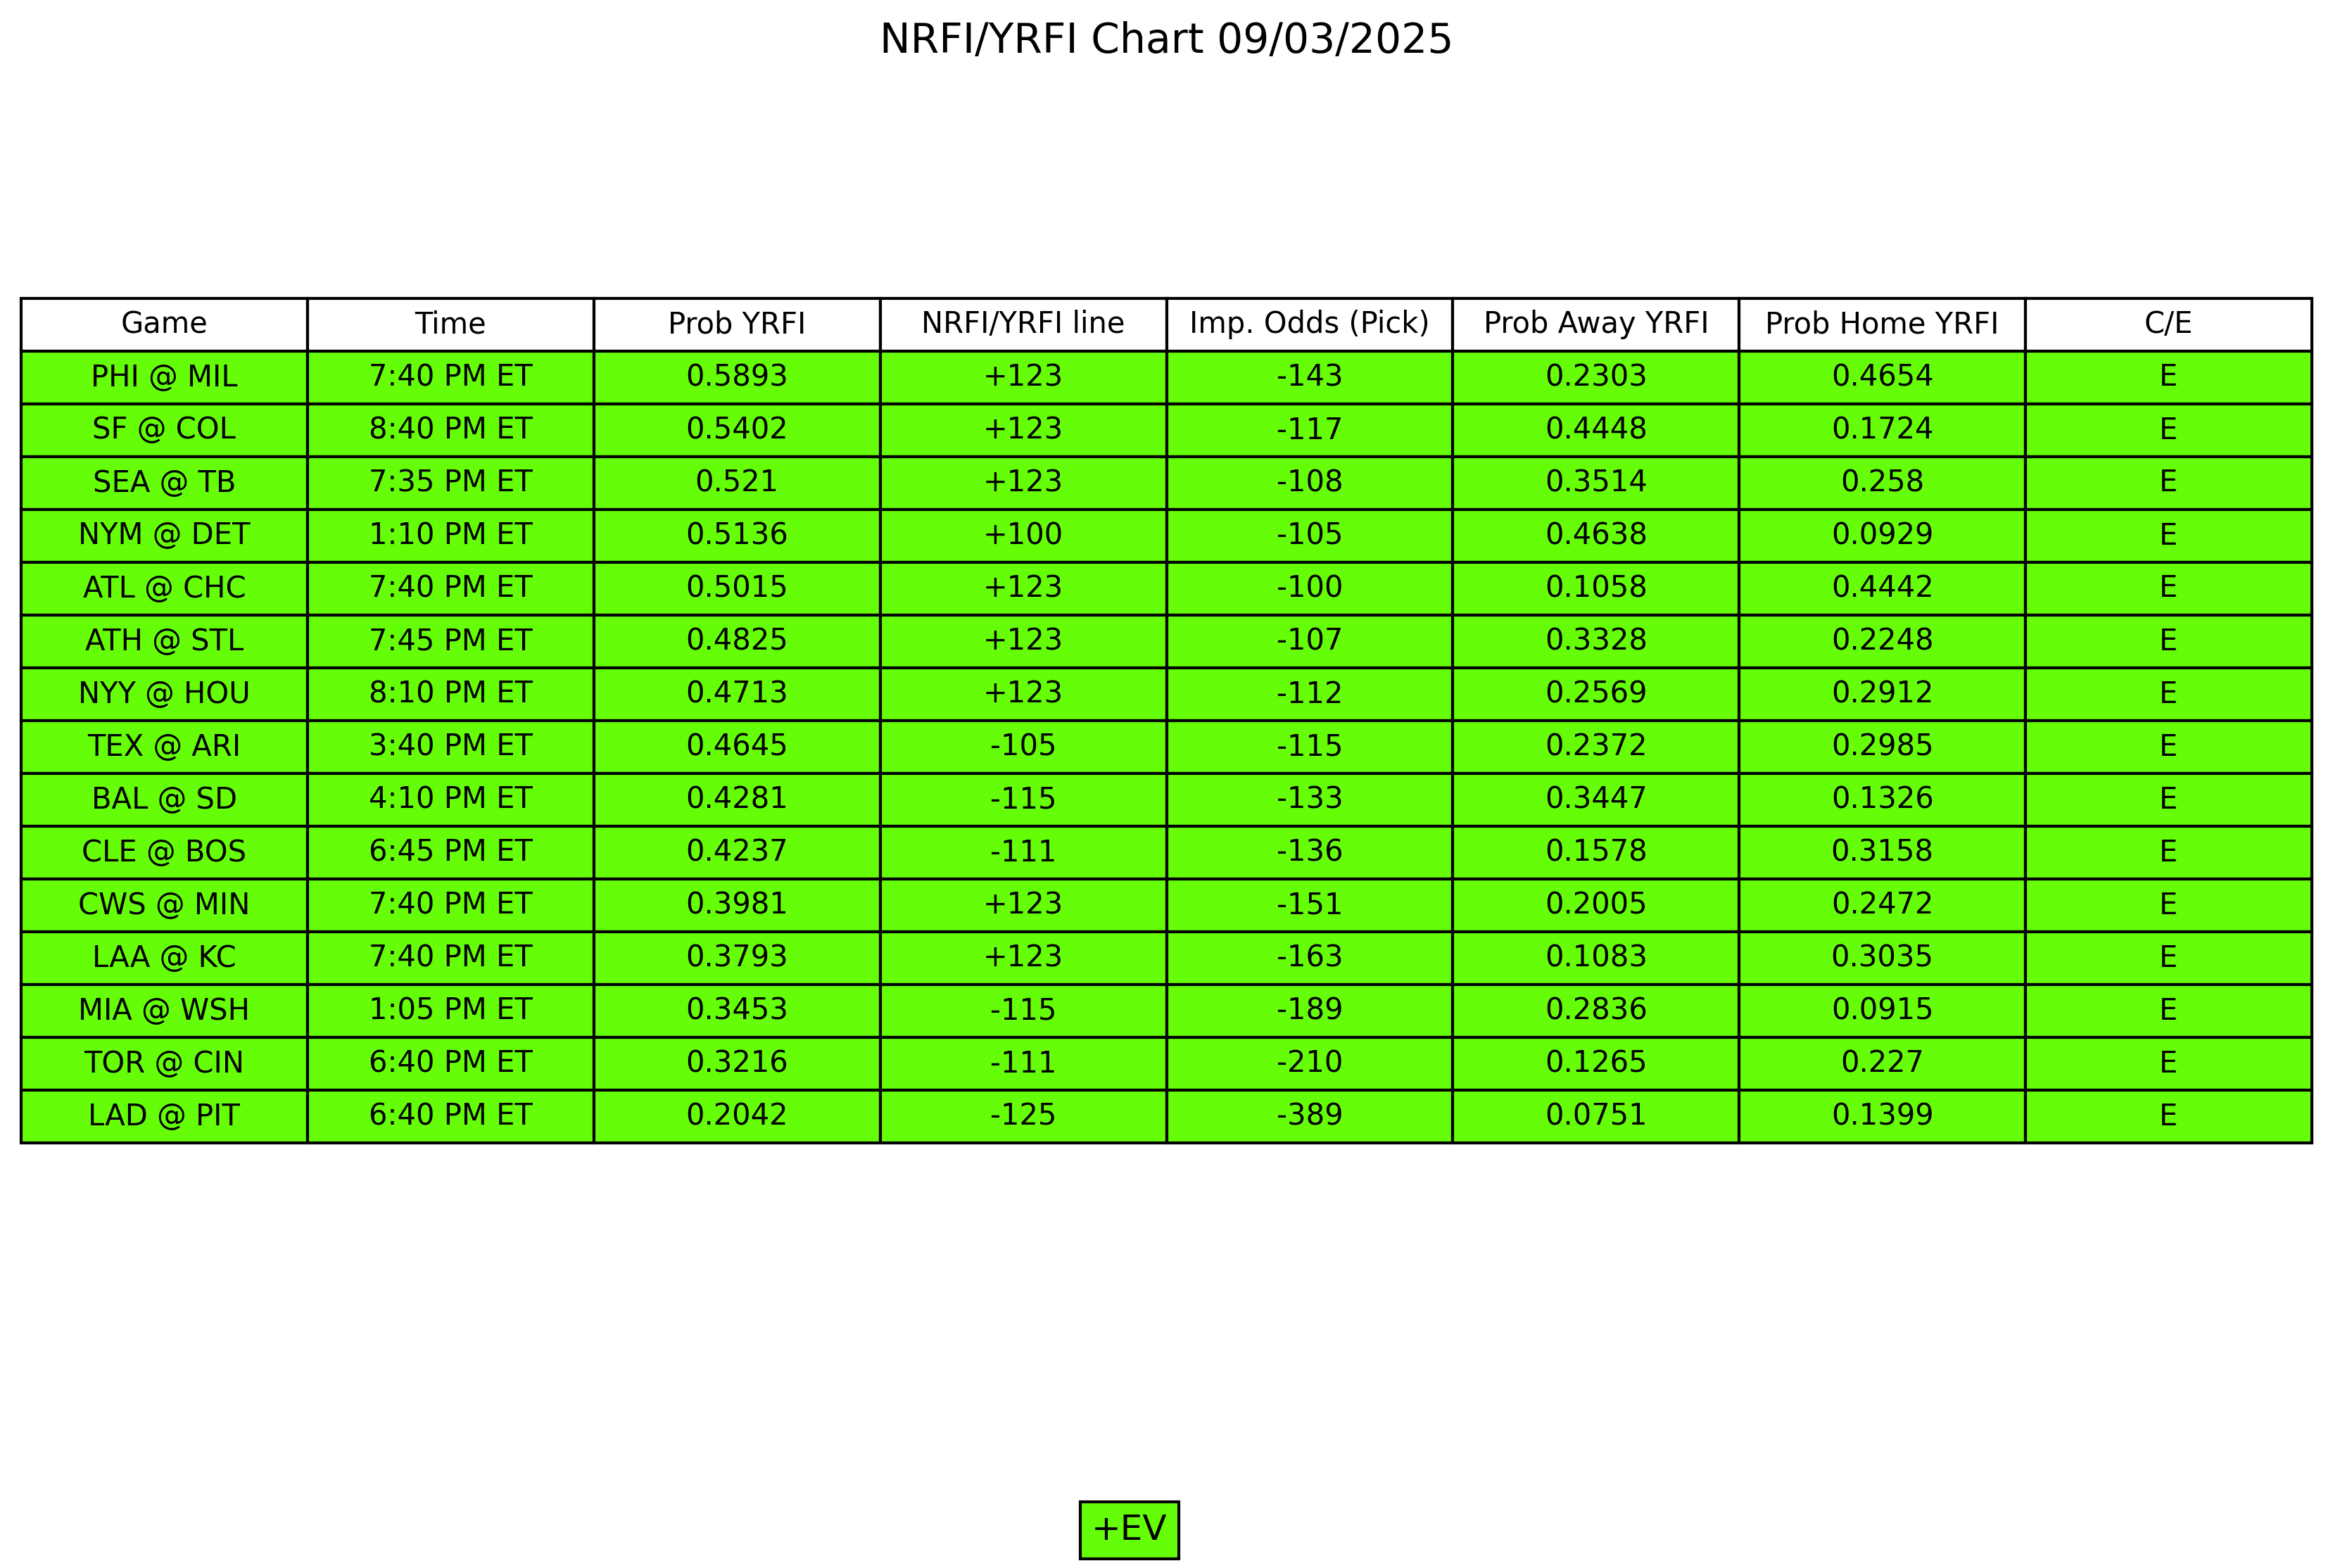 NRFI/YRFI Chart 09/03/2025
Game Time Prob YRFI NRFI/YRFI line Imp. Odds (Pick) Prob Away YRFI Prob Home YRFI C/E
PHI @ MIL 7:40 PM ET 0.5893 +123 -143 0.2303 0.4654 E
SF @ COL 8:40 PM ET 0.5402 +123 -117 0.4448 0.1724 E
SEA @ TB 7:35 PM ET 0.521 +123 -108 0.3514 0.258 E
NYM @ DET 1:10 PM ET 0.5136 +100 -105 0.4638 0.0929 E
ATL @ CHC 7:40 PM ET 0.5015 +123 -100 0.1058 0.4442 E
ATH @ STL 7:45 PM ET 0.4825 +123 -107 0.3328 0.2248 E
NYY @ HOU 8:10 PM ET 0.4713 +123 -112 0.2569 0.2912 E
TEX @ ARI 3:40 PM ET 0.4645 -105 -115 0.2372 0.2985 E
BAL @ SD 4:10 PM ET 0.4281 -115 -133 0.3447 0.1326 E
CLE @ BOS 6:45 PM ET 0.4237 -111 -136 0.1578 0.3158 E
CWS @ MIN 7:40 PM ET 0.3981 +123 -151 0.2005 0.2472 E
LAA @ KC 7:40 PM ET 0.3793 +123 -163 0.1083 0.3035 E
MIA @ WSH 1:05 PM ET 0.3453 -115 -189 0.2836 0.0915 E
TOR @ CIN 6:40 PM ET 0.3216 -111 -210 0.1265 0.227 E
LAD @ PIT 6:40 PM ET 0.2042 -125 -389 0.0751 0.1399 E
+EV